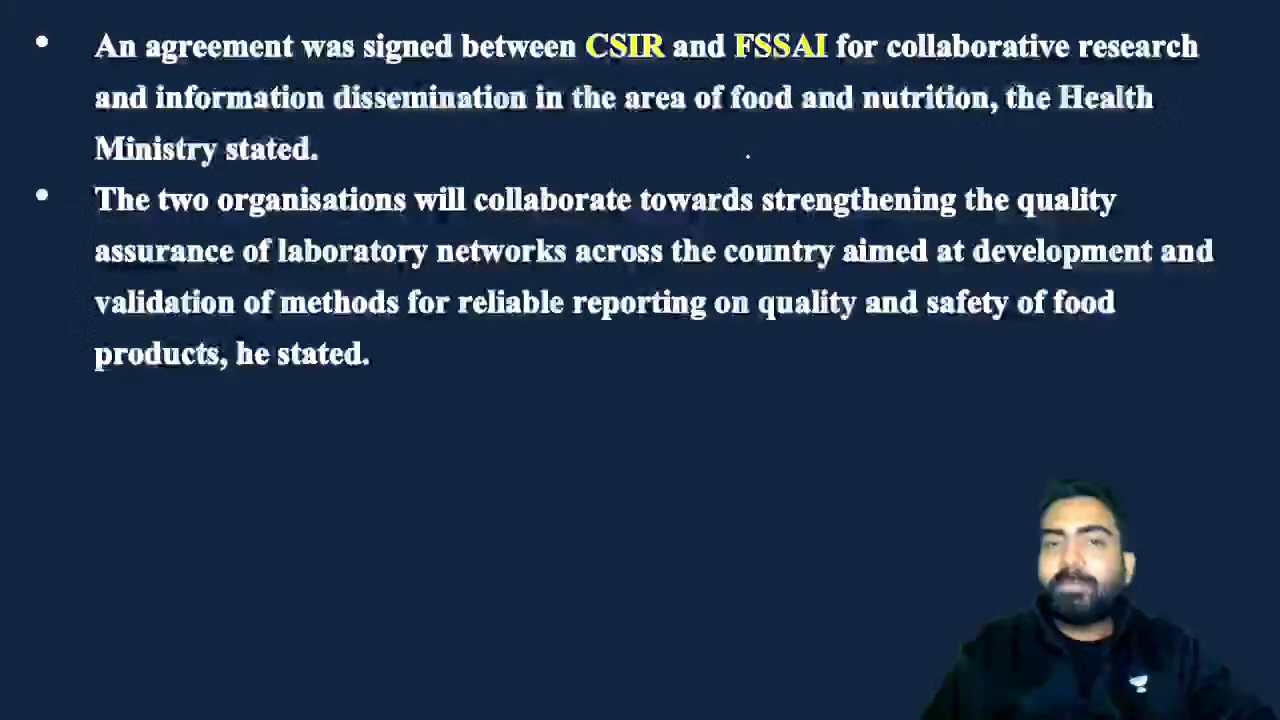 • An agreement was signed between CSIR and FSSAI for collaborative research
and information dissemination in the area of food and nutrition, the Health
Ministry stated.
• The two organisations will collaborate towards strengthening the quality
assurance of laboratory networks across the country aimed at development and
validation of methods for reliable reporting on quality and safety of food
products, he stated.